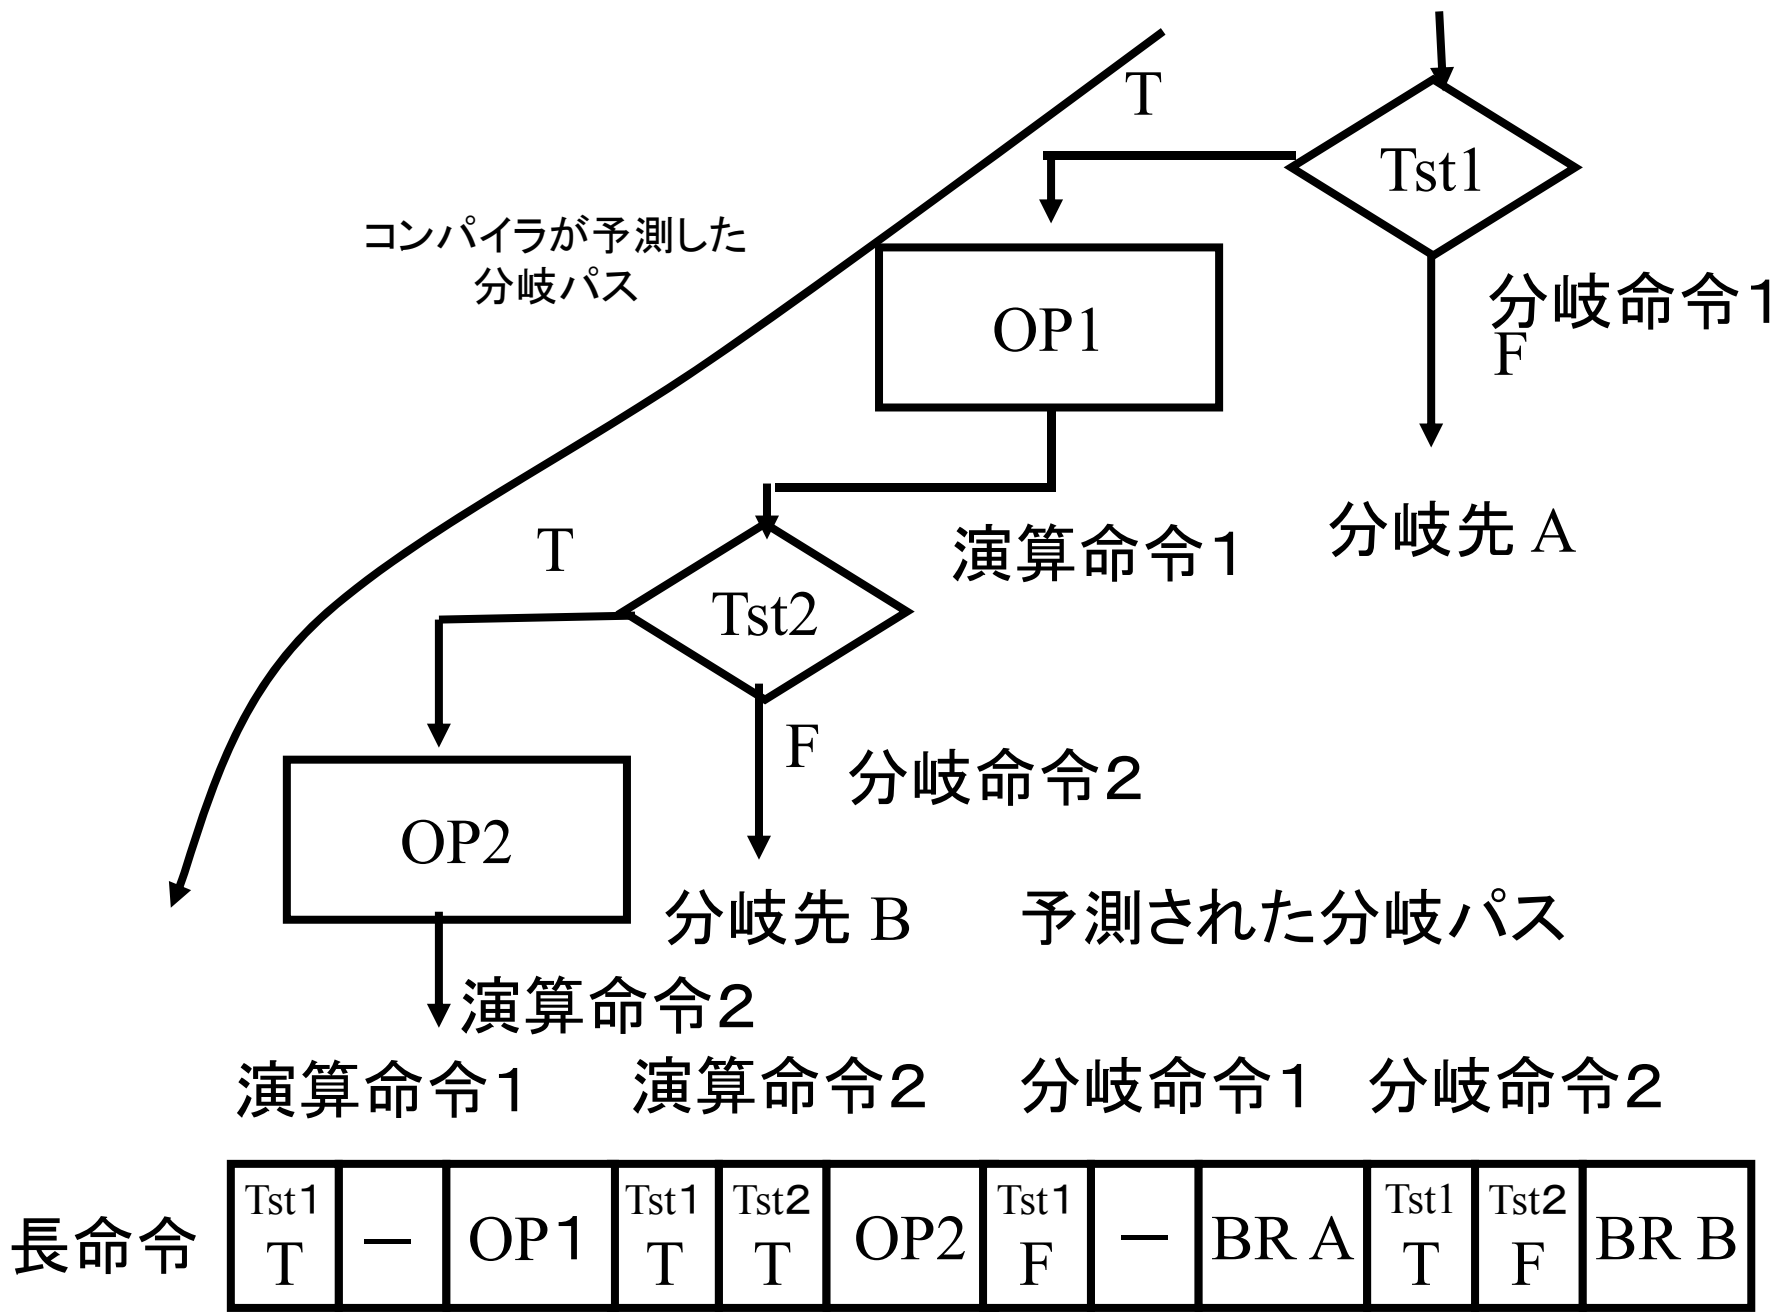 T
Tst1
コンパイラが予測した
分岐パス
分岐命令１
F
OP1
分岐先 A
演算命令１
T
Tst2
F
分岐命令２
OP2
分岐先 B
予測された分岐パス
演算命令２
演算命令１ 演算命令２ 分岐命令１ 分岐命令２
長命令
Tst１ T
－
OP１
Tst１ T
Tst２ T
OP2
Tst１ F
－
BR A
Tst1 T
Tst２ F
BR B